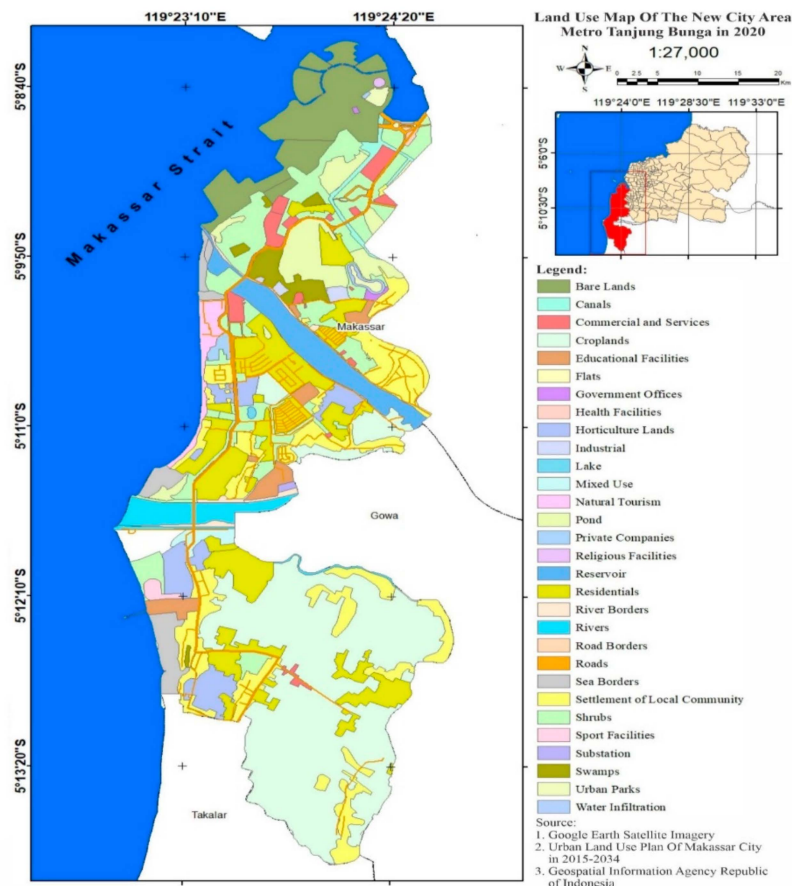 119°23'10"E
119°24'20"E
5°8'40"S
5°9'50"S
5°11'0"S
5°12'10"S
5°13'20"S
Makassar Strait
Makassar
Gowa
Takalar
Land Use Map Of The New City Area
Metro Tanjung Bunga in 2020
N
W E
S
1:27,000
0 2.5 5 10 15 20
Km
119°24'0"E 119°28'30"E 119°33'0"E
5°6'0"S
5°10'30"S
Legend:
Bare Lands
Canals
Commercial and Services
Croplands
Educational Facilities
Flats
Government Offices
Health Facilities
Horticulture Lands
Industrial
Lake
Mixed Use
Natural Tourism
Pond
Private Companies
Religious Facilities
Reservoir
Residentials
River Borders
Rivers
Road Borders
Roads
Sea Borders
Settlement of Local Community
Shrubs
Sport Facilities
Substation
Swamps
Urban Parks
Water Infiltration
Source:
1. Google Earth Satellite Imagery
2. Urban Land Use Plan Of Makassar City
in 2015-2034
3. Geospatial Information Agency Republic
of Indonesia